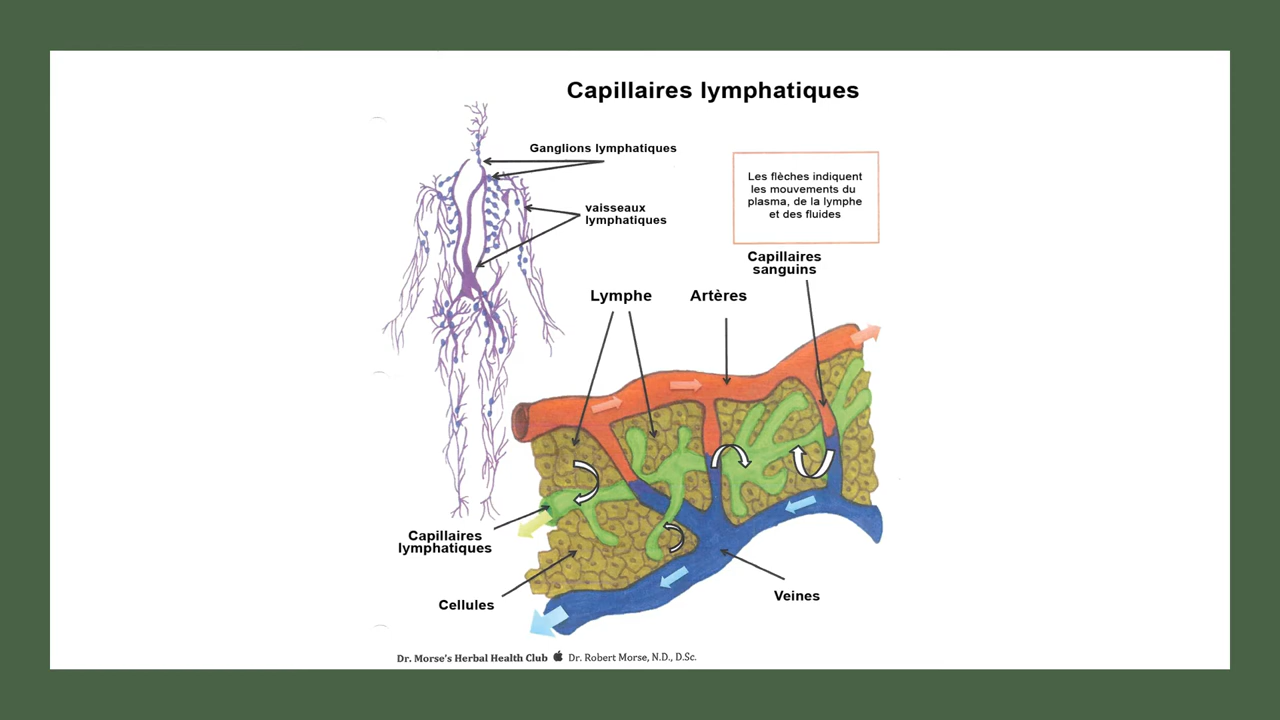 Capillaires lymphatiques
Ganglions lymphatiques
vaisseaux
lymphatiques
Les flèches indiquent
les mouvements du
plasma, de la lymphe
et des fluides
Capillaires
sanguins
Lymphe
Artères
Capillaires
lymphatiques
Cellules
Veines
Dr. Morse's Herbal Health Club Dr. Robert Morse, N.D., D.Sc.